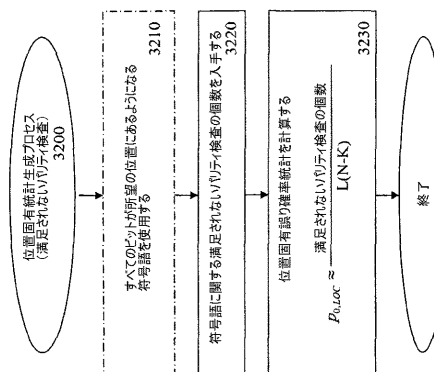 位置固有統計生成プロセス
(満足されないパリティ検査)
3200
すべてのビットが所望の位置にあるようになる
符号語を使用する
3210
符号語に関する満足されないパリティ検査の個数を入手する
3220
位置固有誤り確率統計を計算する
P0,LOC ≈ 満足されないパリティ検査の個数
L(N-K)
3230
終了